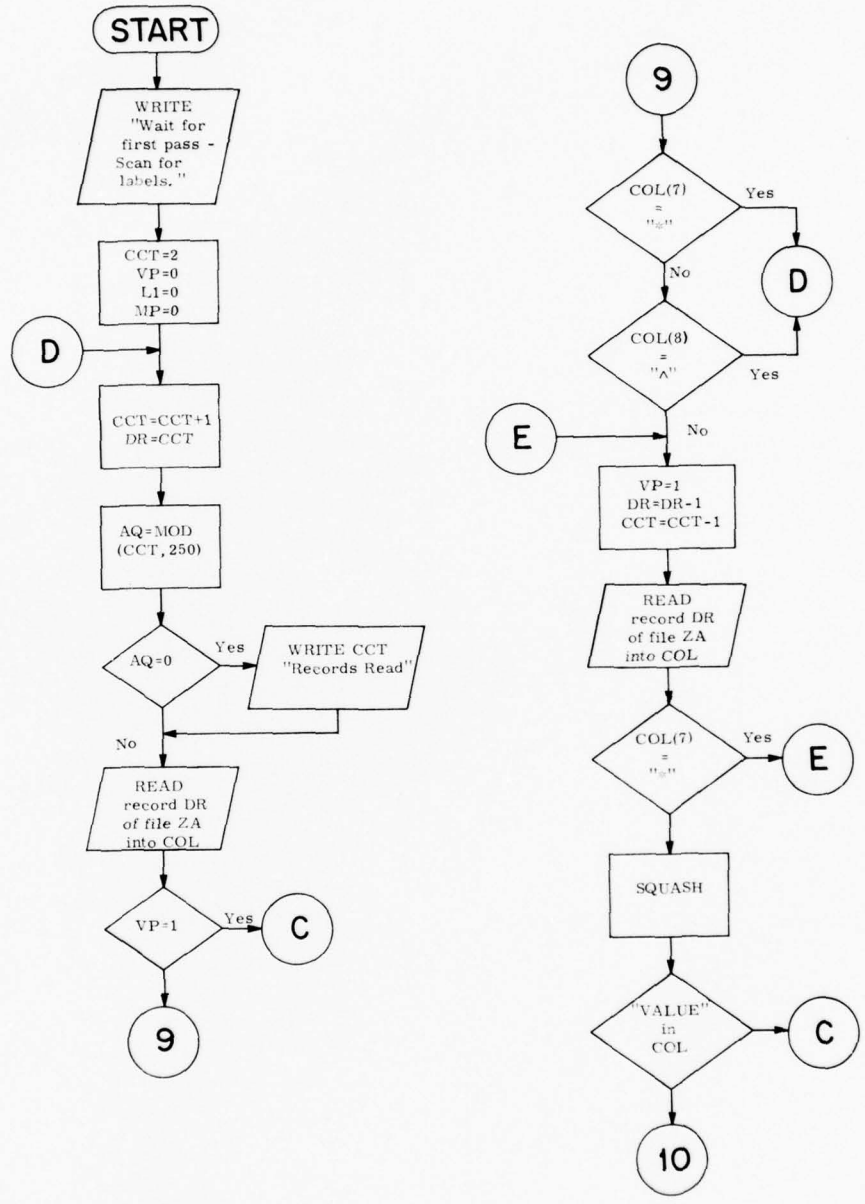 START
WRITE
"Wait for
first pass -
Scan for
labels."
CCT=2
VP=0
L1=0
MP=0
D
CCT=CCT+1
DR=CCT
AQ=MOD
(CCT,250)
AQ=0
Yes
WRITE CCT
"Records Read"
No
READ
record DR
of file ZA
into COL
VP=1
Yes
C
9
9
COL(7)
=
"*"
Yes
No
D
COL(8)
=
"^"
Yes
No
E
VP=1
DR=DR-1
CCT=CCT-1
READ
record DR
of file ZA
into COL
COL(7)
=
"*"
Yes
E
SQUASH
"VALUE"
in
COL
C
10